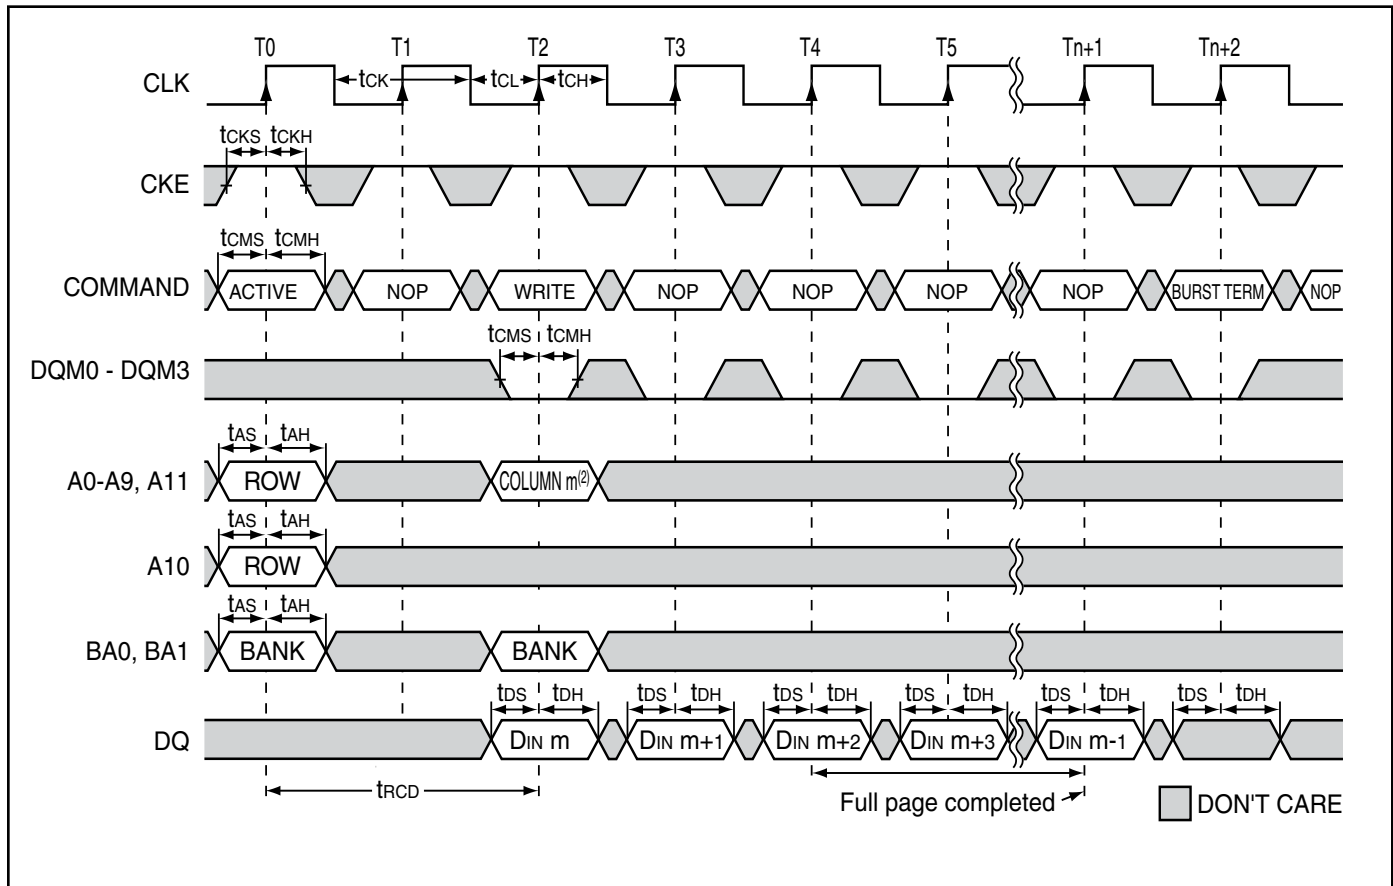 T0 T1 T2 T3 T4 T5 Tn+1 Tn+2
CLK
tCK tCL tCH
tCKS tCKH
CKE
tCMS tCMH
COMMAND ACTIVE NOP WRITE NOP NOP NOP NOP BURST TERM NOP
tCMS tCMH
DQM0 - DQM3
tAS tAH
A0-A9, A11 ROW COLUMN m(2)
tAS tAH
A10 ROW
tAS tAH
BA0, BA1 BANK BANK
tDS tDH tDS tDH tDS tDH tDS tDH tDS tDH tDS tDH
DQ DIN m DIN m+1 DIN m+2 DIN m+3 DIN m-1
tRCD
Full page completed
DON'T CARE